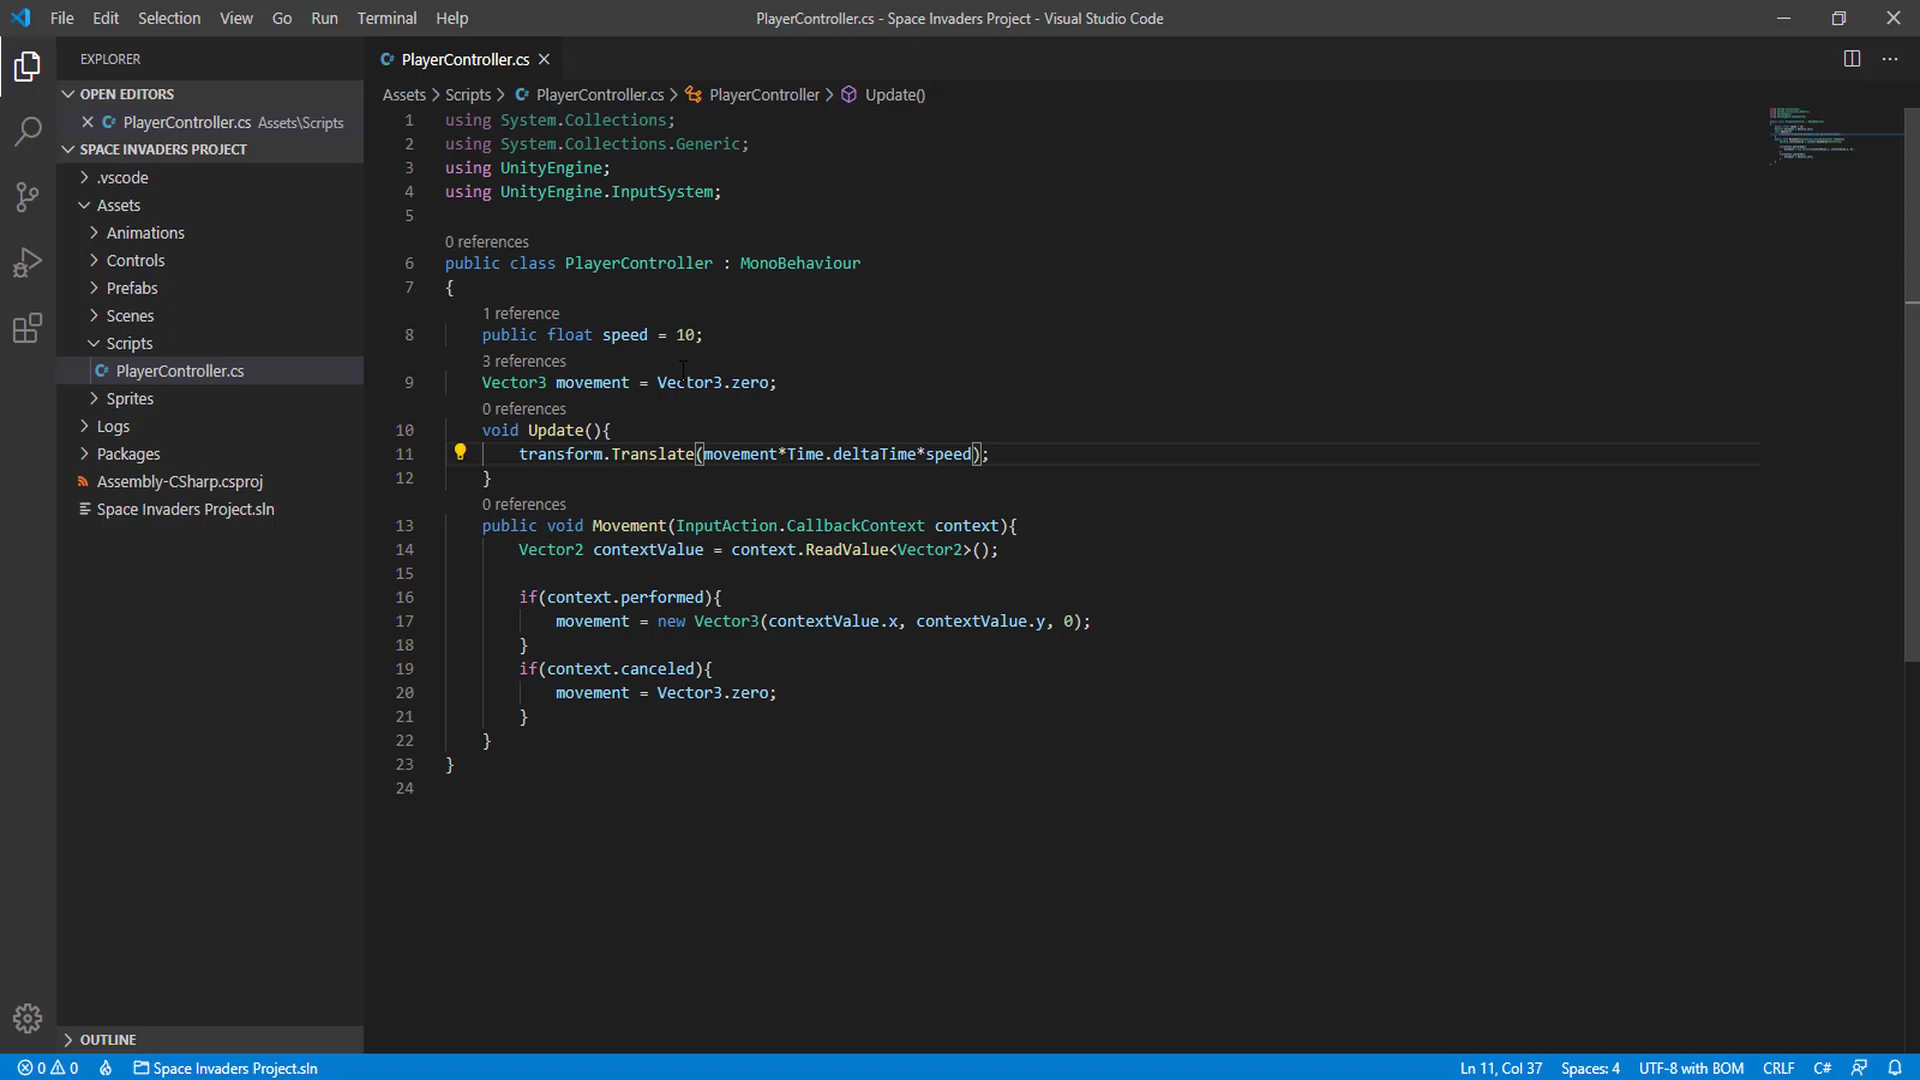 File Edit Selection View Go Run Terminal Help
PlayerController.cs - Space Invaders Project - Visual Studio Code
EXPLORER
OPEN EDITORS
PlayerController.cs Assets\Scripts
SPACE INVADERS PROJECT
.vscode
Assets
Animations
Controls
Prefabs
Scenes
Scripts
PlayerController.cs
Sprites
Logs
Packages
Assembly-CSharp.csproj
Space Invaders Project.sln
OUTLINE
PlayerController.cs
Assets > Scripts > PlayerController.cs > PlayerController > Update()
1 using System.Collections;
2 using System.Collections.Generic;
3 using UnityEngine;
4 using UnityEngine.InputSystem;
5
0 references
6 public class PlayerController : MonoBehaviour
7 {
1 reference
8 public float speed = 10;
3 references
9 Vector3 movement = Vector3.zero;
0 references
10 void Update(){
11 transform.Translate(movement*Time.deltaTime*speed);
12 }
0 references
13 public void Movement(InputAction.CallbackContext context){
14 Vector2 contextValue = context.ReadValue<Vector2>();
15
16 if(context.performed){
17 movement = new Vector3(contextValue.x, contextValue.y, 0);
18 }
19 if(context.canceled){
20 movement = Vector3.zero;
21 }
22 }
23 }
24
0 0 Space Invaders Project.sln
Ln 11, Col 37 Spaces: 4 UTF-8 with BOM CRLF C#